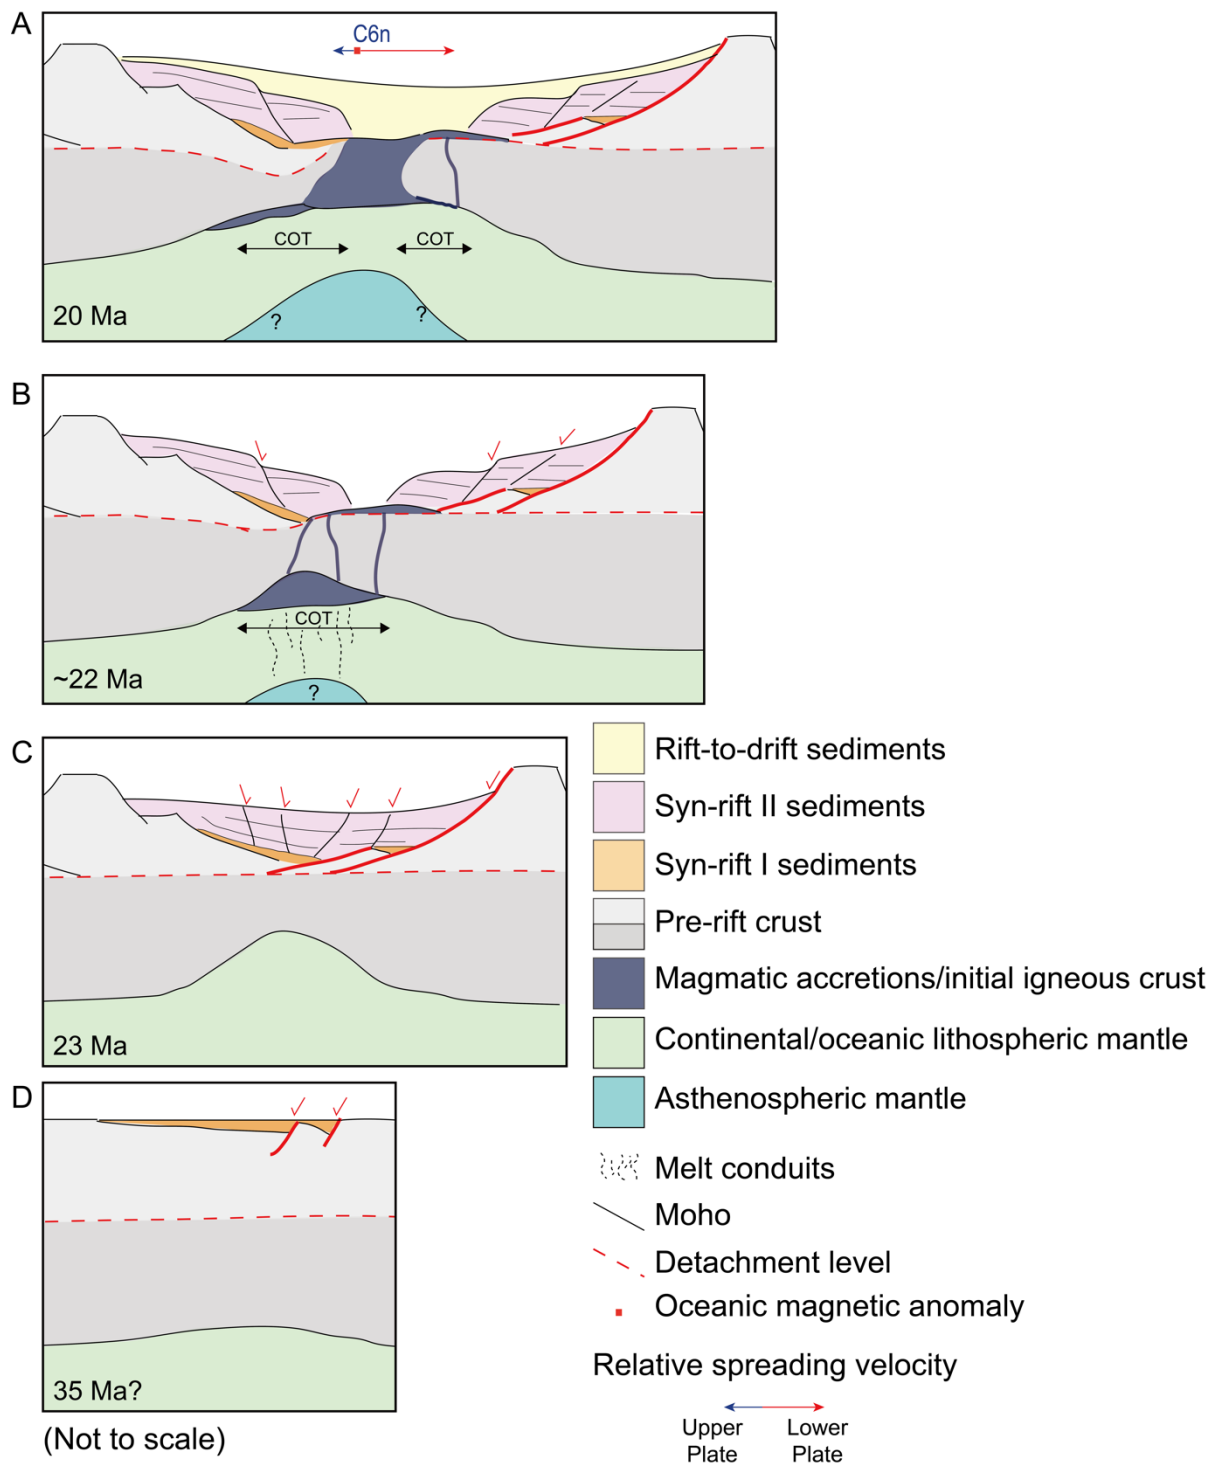 A
C6n
COT
COT
?
?
20 Ma
B
COT
?
~22 Ma
C
23 Ma
D
35 Ma?
(Not to scale)
Rift-to-drift sediments
Syn-rift II sediments
Syn-rift I sediments
Pre-rift crust
Magmatic accretions/initial igneous crust
Continental/oceanic lithospheric mantle
Asthenospheric mantle
Melt conduits
Moho
Detachment level
Oceanic magnetic anomaly
Relative spreading velocity
Upper
Plate
Lower
Plate